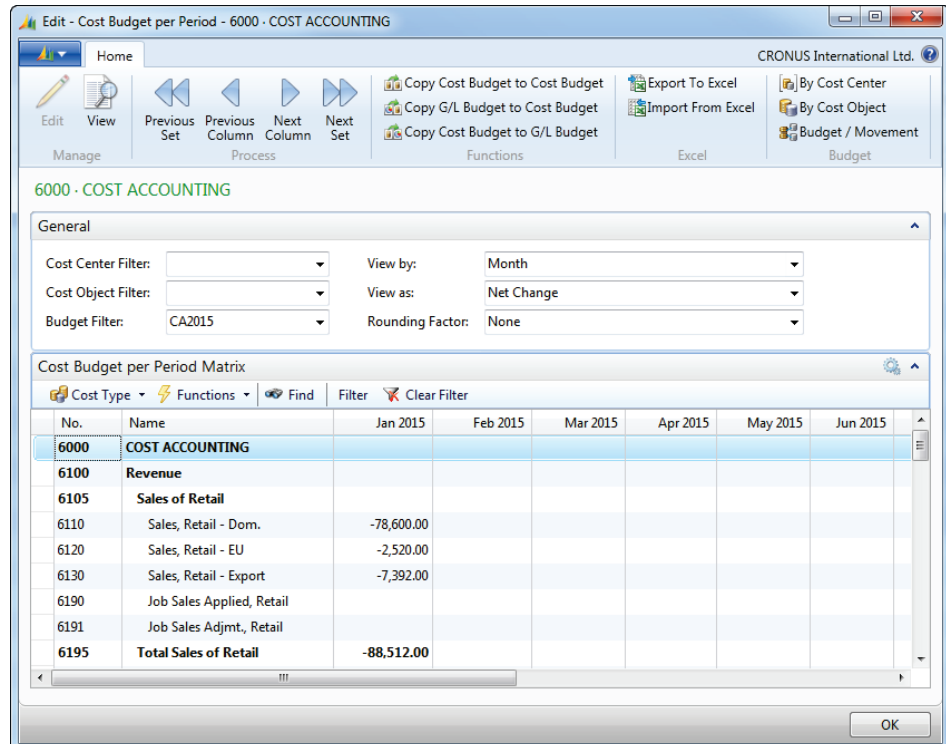 Edit - Cost Budget per Period - 6000 · COST ACCOUNTING
Home
CRONUS International Ltd.
Edit
View
Previous Set
Previous Column
Next Column
Next Set
Copy Cost Budget to Cost Budget
Copy G/L Budget to Cost Budget
Copy Cost Budget to G/L Budget
Export To Excel
Import From Excel
By Cost Center
By Cost Object
Budget / Movement
Manage
Process
Functions
Excel
Budget
6000 · COST ACCOUNTING
General
Cost Center Filter:
View by: Month
Cost Object Filter:
View as: Net Change
Budget Filter: CA2015
Rounding Factor: None
Cost Budget per Period Matrix
Cost Type Functions Find Filter Clear Filter
No. Name Jan 2015 Feb 2015 Mar 2015 Apr 2015 May 2015 Jun 2015
6000 COST ACCOUNTING
6100 Revenue
6105 Sales of Retail
6110 Sales, Retail - Dom. -78,600.00
6120 Sales, Retail - EU -2,520.00
6130 Sales, Retail - Export -7,392.00
6190 Job Sales Applied, Retail
6191 Job Sales Adjmt., Retail
6195 Total Sales of Retail -88,512.00
OK